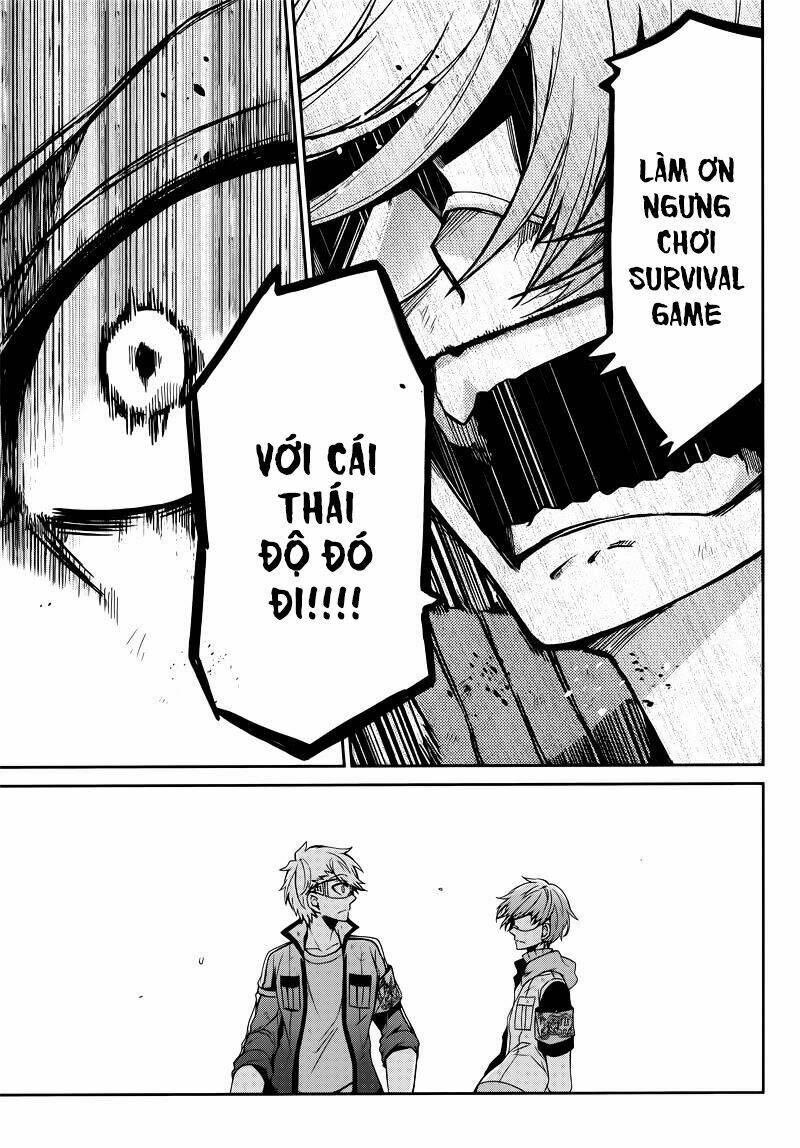 LÀM ƠN
NGƯNG
CHƠI
SURVIVAL
GAME
VỚI CÁI
THÁI
ĐỘ ĐÓ
ĐI!!!!